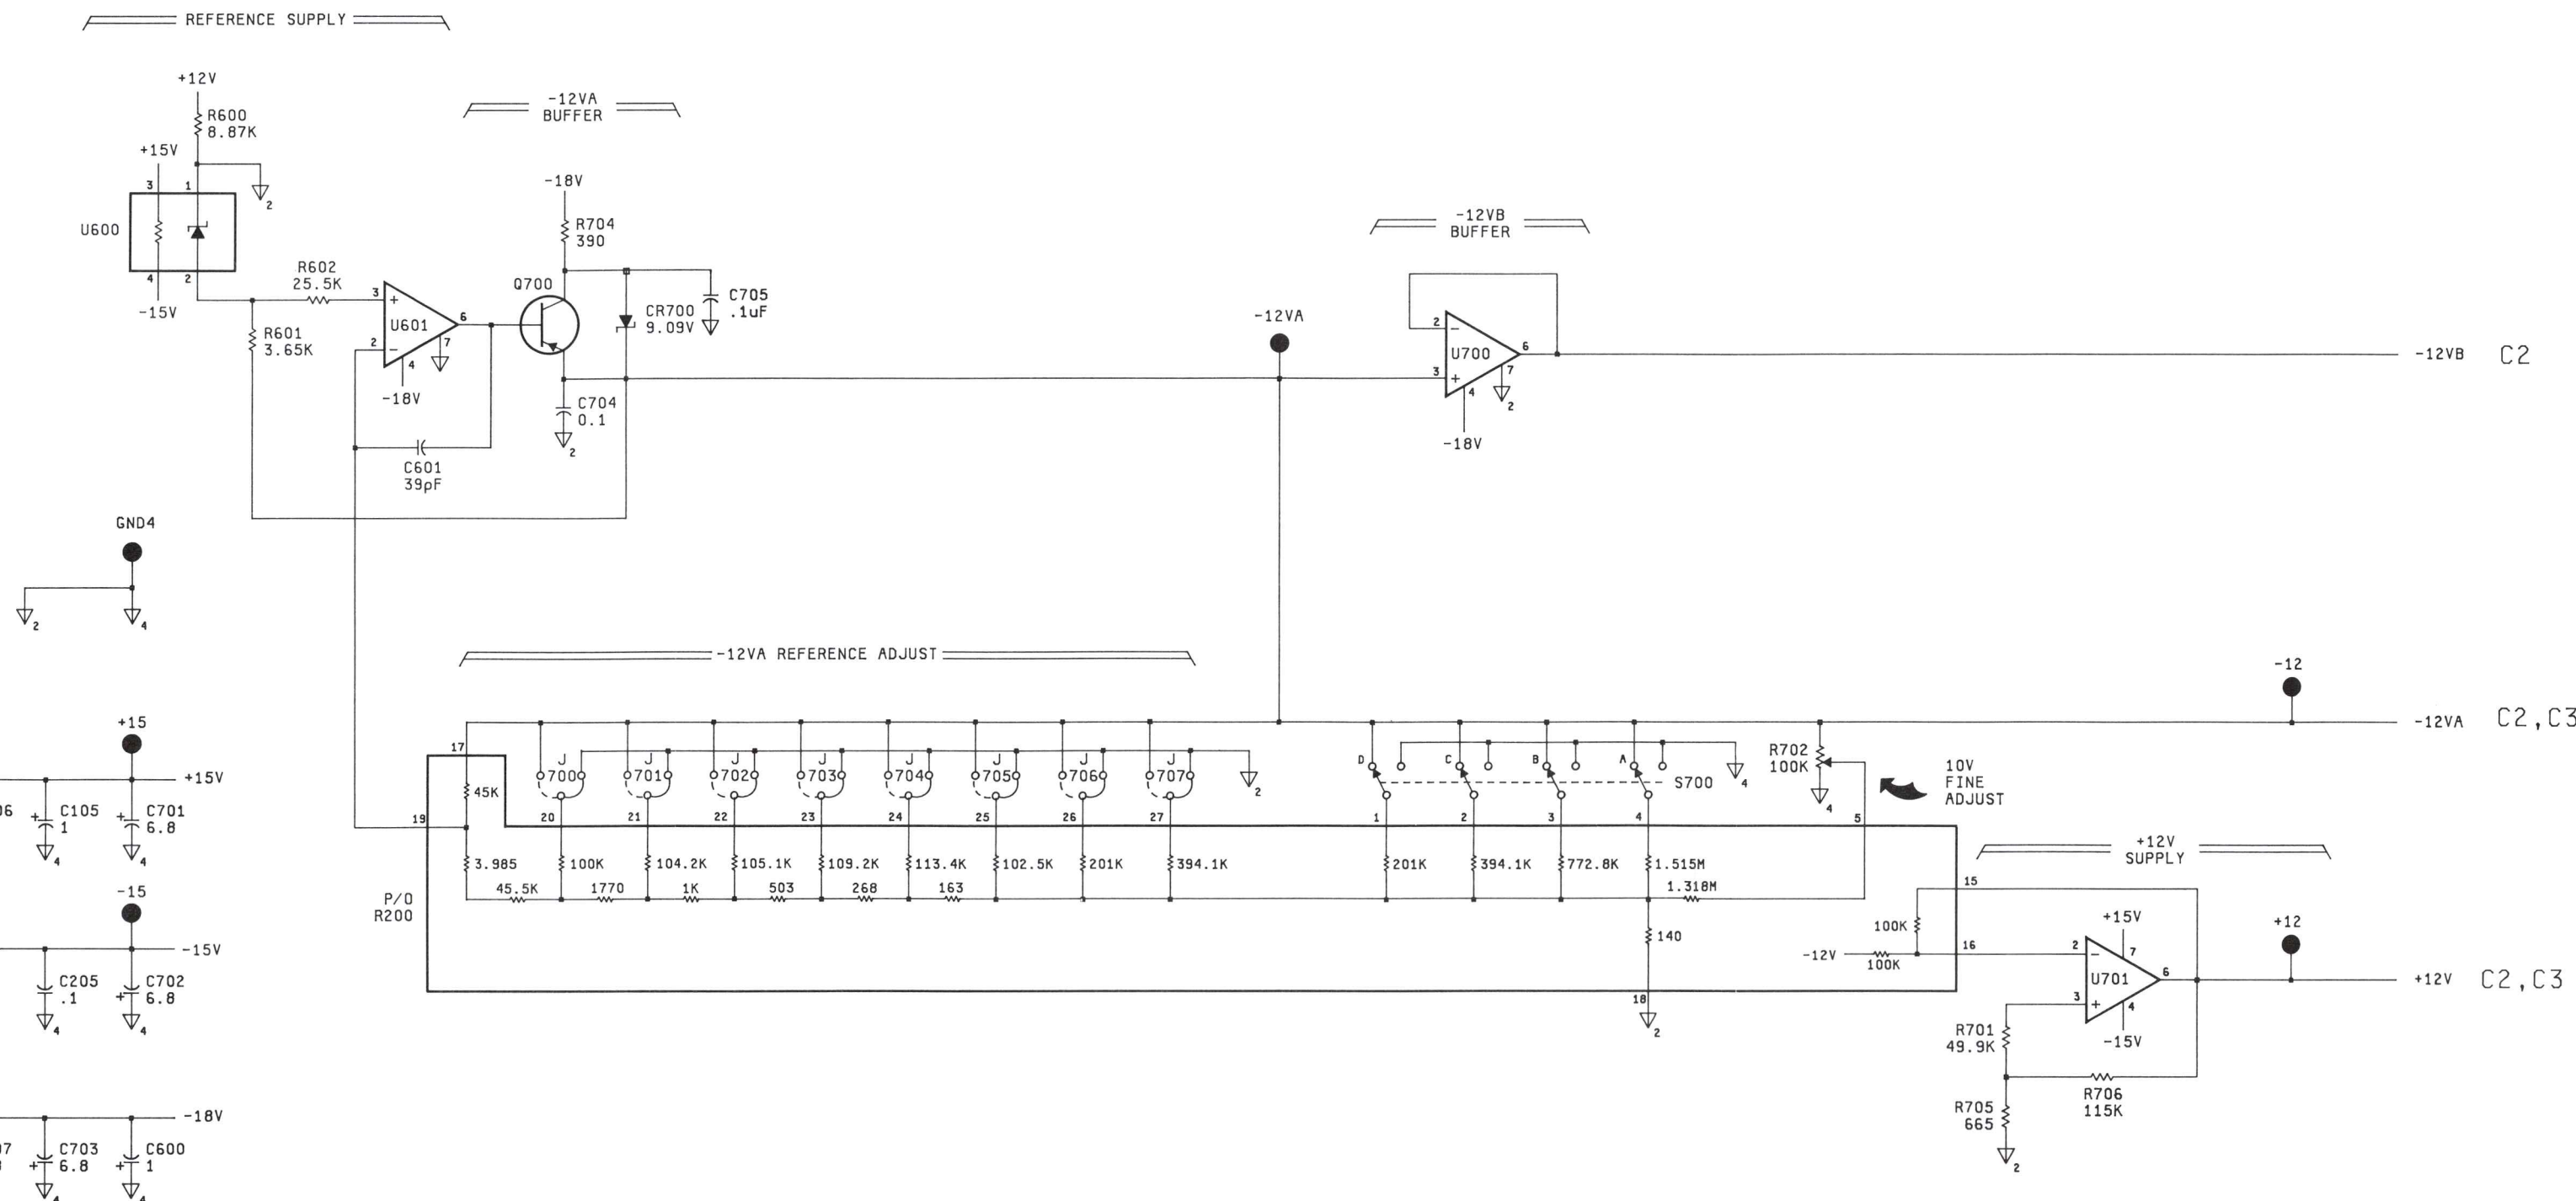 REFERENCE SUPPLY
+12V
R600
8.87K
+15V
3
1
2
U600
4
2
-15V
R602
25.5K
R601
3.65K
3
+
U601
6
2
-
7
4
-18V
C601
39pF
-12VA
BUFFER
-18V
R704
390
Q700
CR700
9.09V
C705
.1uF
C704
0.1
2
-12VA
-12VB
BUFFER
2
-
U700
6
3
+
7
4
2
-18V
-12VB C2
GND4
2
4
-12VA REFERENCE ADJUST
-12
-12VA C2,C3
+15
+15V
06
+
C105
1
+
C701
6.8
4
4
-15
-15V
C205
.1
+
C702
6.8
4
4
-18V
07
+
C703
6.8
+
C600
1
4
4
17
45K
19
J
700
J
701
J
702
J
703
J
704
J
705
J
706
J
707
2
D
C
B
A
S700
4
R702
100K
4
10V
FINE
ADJUST
20
21
22
23
24
25
26
27
1
2
3
4
5
3.985
100K
104.2K
105.1K
109.2K
113.4K
102.5K
201K
394.1K
201K
394.1K
772.8K
1.515M
45.5K
1770
1K
503
268
163
1.318M
P/O
R200
140
18
2
+12V
SUPPLY
15
100K
16
-12V
100K
+15V
2
-
7
U701
6
3
+
4
-15V
R701
49.9K
R706
115K
R705
665
2
+12
+12V C2,C3